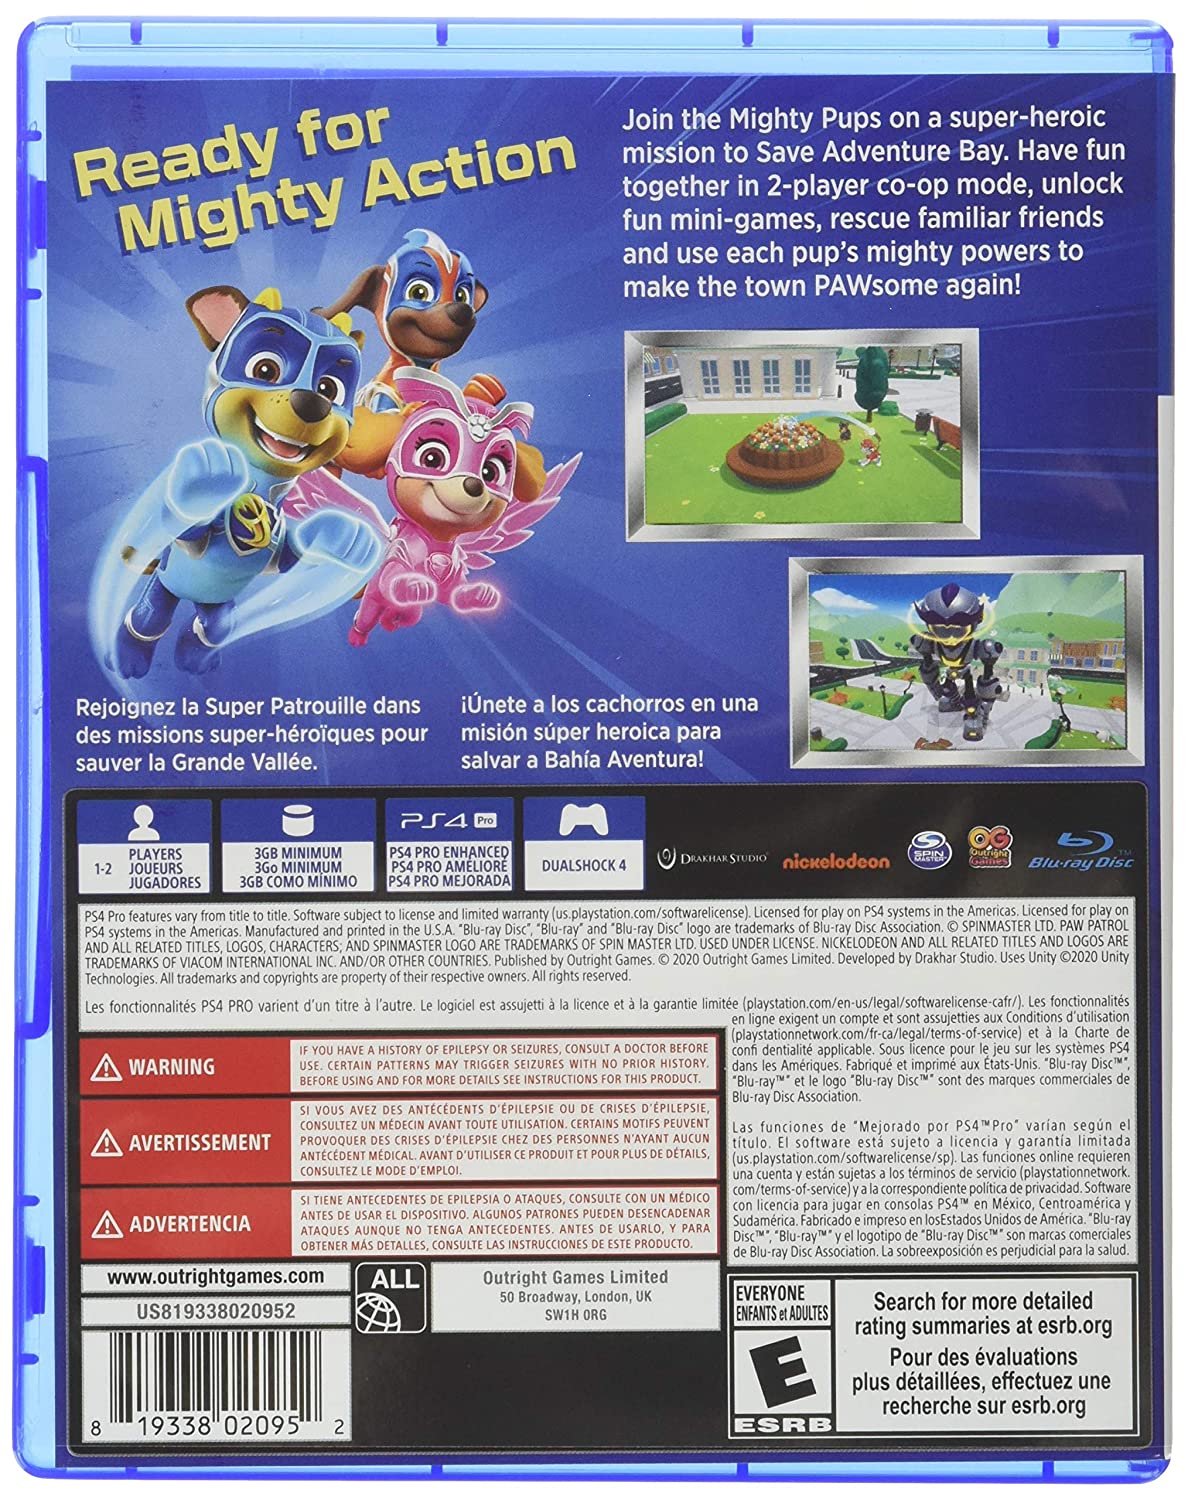 Ready for
Mighty Action
Join the Mighty Pups on a super-heroic
mission to Save Adventure Bay. Have fun
together in 2-player co-op mode, unlock
fun mini-games, rescue familiar friends
and use each pup's mighty powers to
make the town PAWsome again!
Rejoignez la Super Patrouille dans
des missions super-héroïques pour
sauver la Grande Vallée.
¡Únete a los cachorros en una
misión súper heroica para
salvar a Bahía Aventura!
1-2
PLAYERS
JOUEURS
JUGADORES
3GB MINIMUM
3Go MINIMUM
3GB COMO MÍNIMO
PS4 Pro
PS4 PRO ENHANCED
PS4 PRO AMÉLIORÉ
PS4 PRO MEJORADA
DUALSHOCK 4
DRAKHAR STUDIO
nickelodeon
SPIN MASTER™
OG Outright Games
Blu-ray Disc™
PS4 Pro features vary from title to title. Software subject to license and limited warranty (us.playstation.com/softwarelicense). Licensed for play on PS4 systems in the Americas. Licensed for play on
PS4 systems in the Americas. Manufactured and printed in the U.S.A. "Blu-ray Disc", "Blu-ray" and "Blu-ray Disc" logo are trademarks of Blu-ray Disc Association. © SPINMASTER LTD. PAW PATROL
AND ALL RELATED TITLES, LOGOS, CHARACTERS; AND SPINMASTER LOGO ARE TRADEMARKS OF SPIN MASTER LTD. USED UNDER LICENSE. NICKELODEON AND ALL RELATED TITLES AND LOGOS ARE
TRADEMARKS OF VIACOM INTERNATIONAL INC. AND/OR OTHER COUNTRIES. Published by Outright Games. © 2020 Outright Games Limited. Developed by Drakhar Studio. Uses Unity ©2020 Unity
Technologies. All trademarks and copyrights are property of their respective owners. All rights reserved.
Les fonctionnalités PS4 PRO varient d'un titre à l'autre. Le logiciel est assujetti à la licence et à la garantie limitée (playstation.com/en-us/legal/softwarelicense-cafr/). Les fonctionnalités
en ligne exigent un compte et sont assujetties aux Conditions d'utilisation
(playstationnetwork.com/fr-ca/legal/terms-of-service) et à la Charte de
confi dentialité applicable. Sous licence pour le jeu sur les systèmes PS4
dans les Amériques. Fabriqué et imprimé aux États-Unis. "Blu-ray Disc™",
"Blu-ray™" et le logo "Blu-ray Disc™" sont des marques commerciales de
Blu-ray Disc Association.
Las funciones de "Mejorado por PS4™Pro" varían según el
título. El software está sujeto a licencia y garantía limitada
(us.playstation.com/softwarelicense/sp). Las funciones online requieren
una cuenta y están sujetas a los términos de servicio (playstationnetwork.
com/terms-of-service) y a la correspondiente política de privacidad. Software
con licencia para jugar en consolas PS4™ en México, Centroamérica y
Sudamérica. Fabricado e impreso en losEstados Unidos de América. "Blu-ray
Disc™", "Blu-ray™" y el logotipo de "Blu-ray Disc™" son marcas comerciales
de Blu-ray Disc Association. La sobreexposición es perjudicial para la salud.
WARNING
IF YOU HAVE A HISTORY OF EPILEPSY OR SEIZURES, CONSULT A DOCTOR BEFORE
USE. CERTAIN PATTERNS MAY TRIGGER SEIZURES WITH NO PRIOR HISTORY.
BEFORE USING AND FOR MORE DETAILS SEE INSTRUCTIONS FOR THIS PRODUCT.
AVERTISSEMENT
SI VOUS AVEZ DES ANTÉCÉDENTS D'ÉPILEPSIE OU DE CRISES D'ÉPILEPSIE,
CONSULTEZ UN MÉDECIN AVANT TOUTE UTILISATION. CERTAINS MOTIFS PEUVENT
PROVOQUER DES CRISES D'ÉPILEPSIE CHEZ DES PERSONNES N'AYANT AUCUN
ANTÉCÉDENT MÉDICAL. AVANT D'UTILISER CE PRODUIT ET POUR PLUS DE DÉTAILS,
CONSULTEZ LE MODE D'EMPLOI.
ADVERTENCIA
SI TIENE ANTECEDENTES DE EPILEPSIA O ATAQUES, CONSULTE CON UN MÉDICO
ANTES DE USAR EL DISPOSITIVO. ALGUNOS PATRONES PUEDEN DESENCADENAR
ATAQUES AUNQUE NO TENGA ANTECEDENTES. ANTES DE USARLO, Y PARA
OBTENER MÁS DETALLES, CONSULTE LAS INSTRUCCIONES DE ESTE PRODUCTO.
www.outrightgames.com
US819338020952
8 19338 02095 2
ALL
Outright Games Limited
50 Broadway, London, UK
SW1H 0RG
EVERYONE
ENFANTS et ADULTES
E
ESRB
Search for more detailed
rating summaries at esrb.org
Pour des évaluations
plus détaillées, effectuez une
recherche sur esrb.org